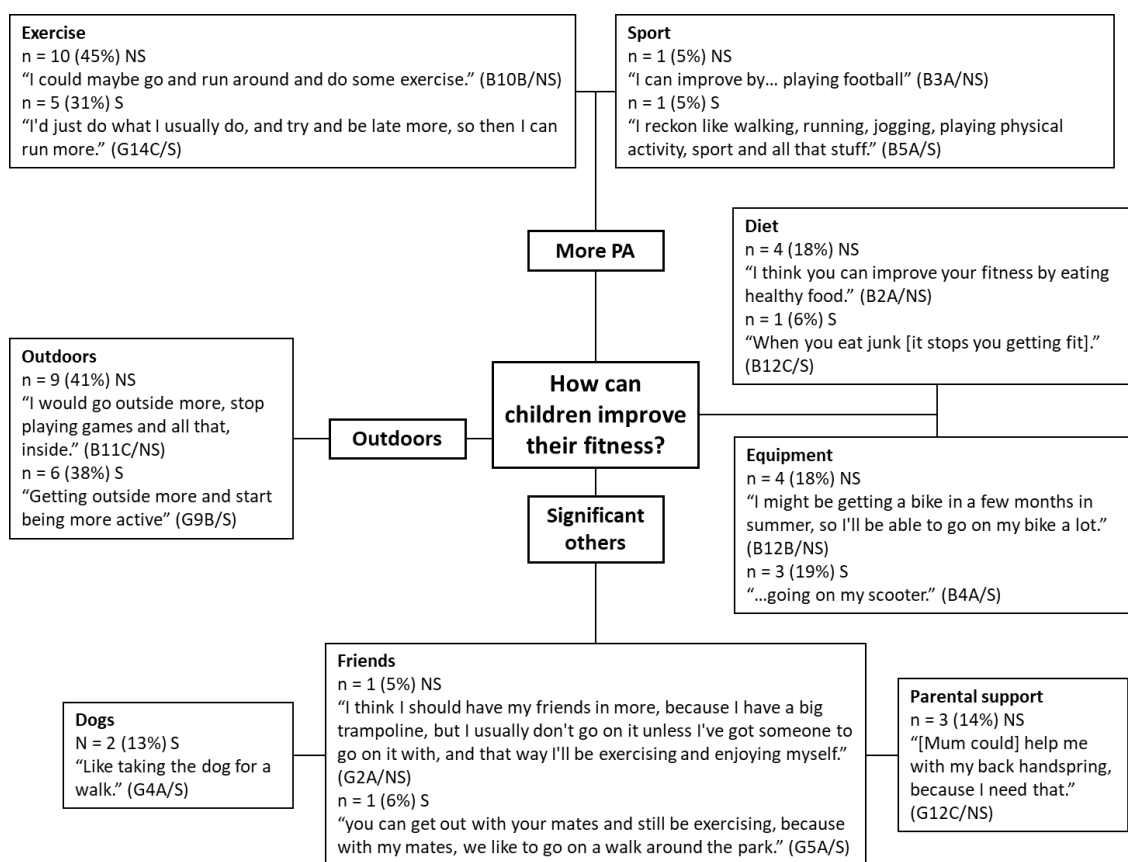 Exercise
n = 10 (45%) NS
“I could maybe go and run around and do some exercise.” (B10B/NS)
n = 5 (31%) S
“I'd just do what I usually do, and try and be late more, so then I can
run more.” (G14C/S)
Sport
n = 1 (5%) NS
“I can improve by… playing football” (B3A/NS)
n = 1 (5%) S
“I reckon like walking, running, jogging, playing physical
activity, sport and all that stuff.” (B5A/S)
More PA
Diet
n = 4 (18%) NS
“I think you can improve your fitness by eating
healthy food.” (B2A/NS)
n = 1 (6%) S
“When you eat junk [it stops you getting fit].”
(B12C/S)
Outdoors
n = 9 (41%) NS
“I would go outside more, stop
playing games and all that,
inside.” (B11C/NS)
n = 6 (38%) S
“Getting outside more and start
being more active” (G9B/S)
Outdoors
How can
children improve
their fitness?
Equipment
n = 4 (18%) NS
“I might be getting a bike in a few months in
summer, so I'll be able to go on my bike a lot.”
(B12B/NS)
n = 3 (19%) S
“…going on my scooter.” (B4A/S)
Significant
others
Dogs
N = 2 (13%) S
“Like taking the dog for a
walk.” (G4A/S)
Friends
n = 1 (5%) NS
“I think I should have my friends in more, because I have a big
trampoline, but I usually don't go on it unless I've got someone to
go on it with, and that way I'll be exercising and enjoying myself.”
(G2A/NS)
n = 1 (6%) S
“you can get out with your mates and still be exercising, because
with my mates, we like to go on a walk around the park.” (G5A/S)
Parental support
n = 3 (14%) NS
“[Mum could] help me
with my back handspring,
because I need that.”
(G12C/NS)